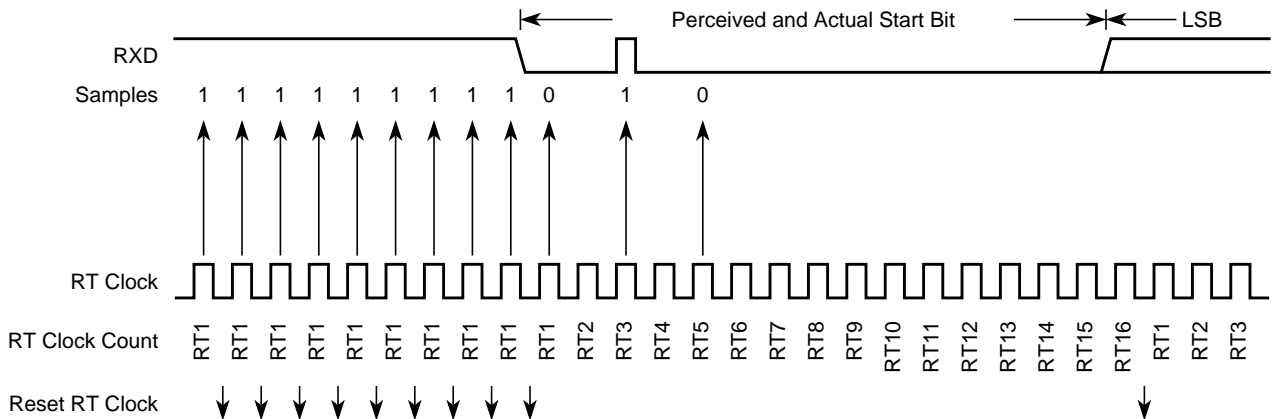 Perceived and Actual Start Bit LSB
RXD
Samples 1 1 1 1 1 1 1 1 1 0 1 0
RT Clock
RT Clock Count RT1 RT1 RT1 RT1 RT1 RT1 RT1 RT1 RT1 RT1 RT2 RT3 RT4 RT5 RT6 RT7 RT8 RT9 RT10 RT11 RT12 RT13 RT14 RT15 RT16 RT1 RT2 RT3
Reset RT Clock